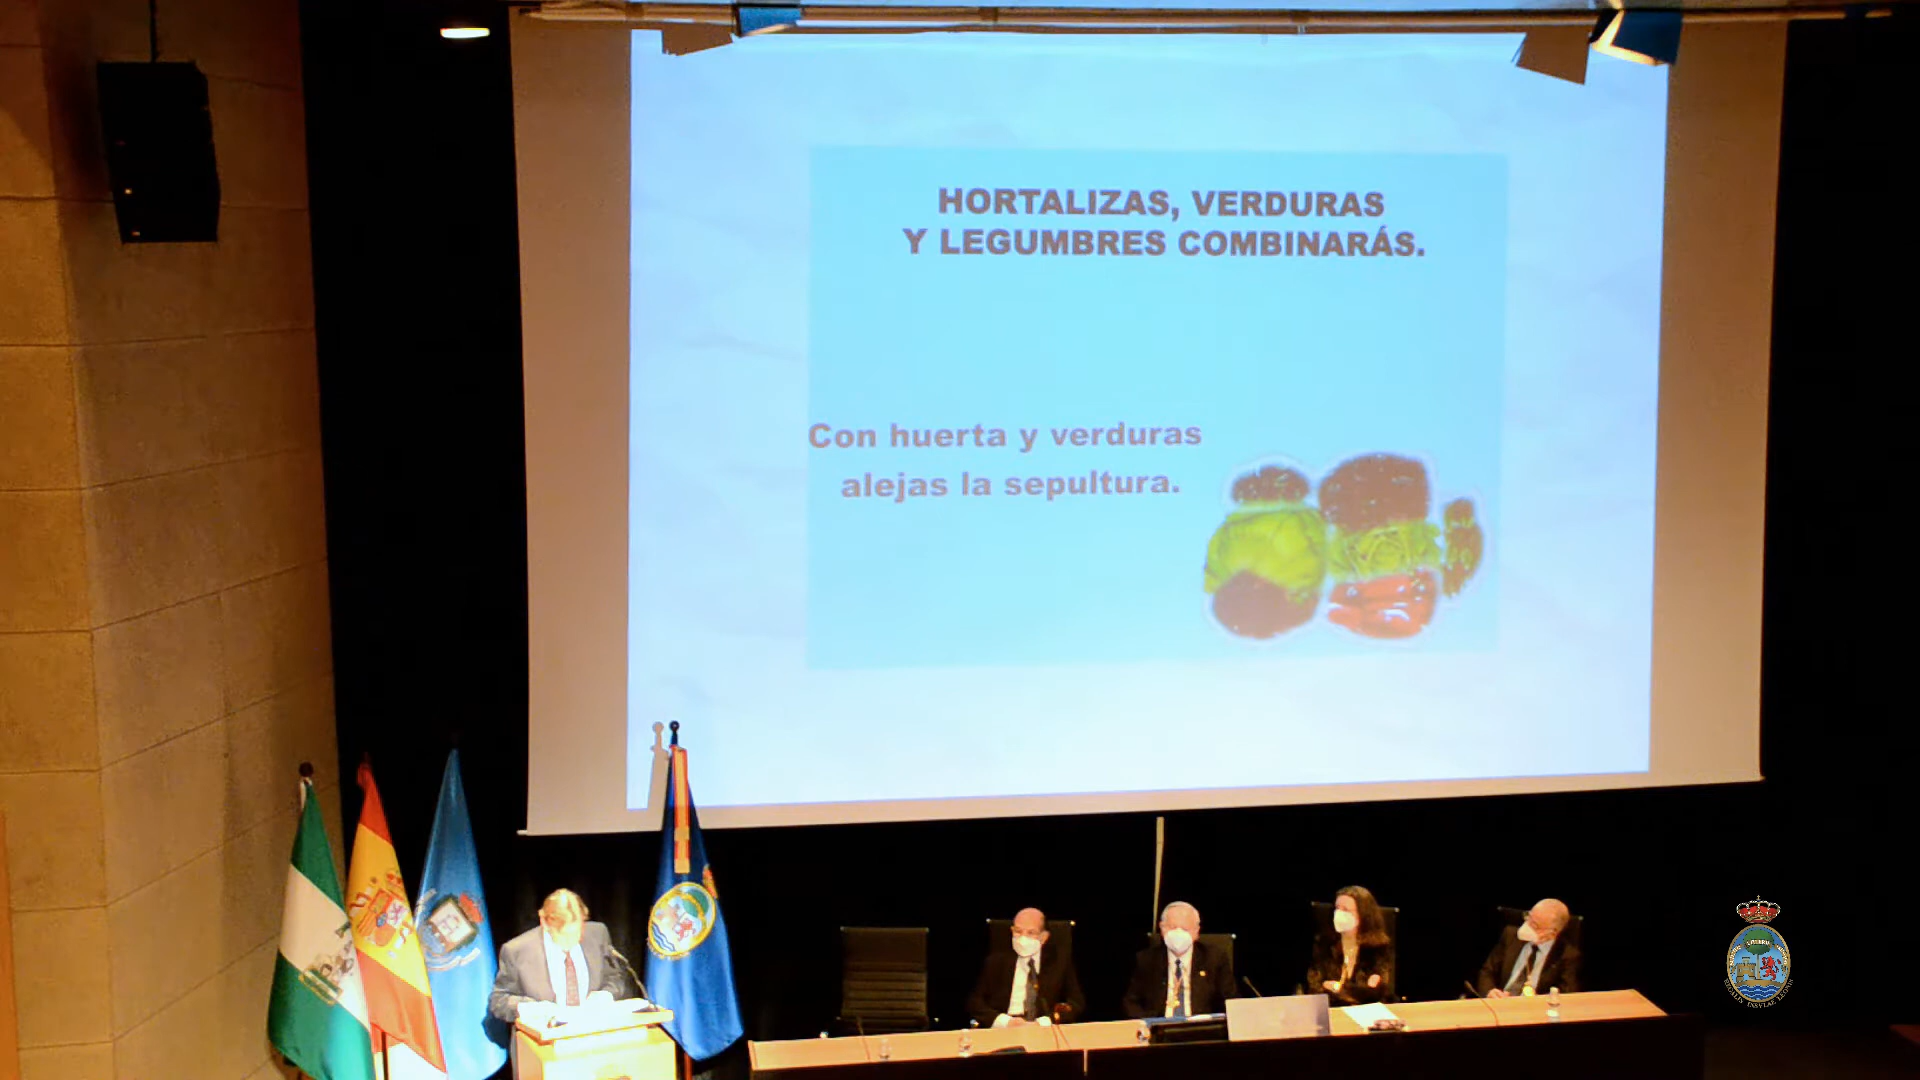 HORTALIZAS, VERDURAS
Y LEGUMBRES COMBINARÁS.
Con huerta y verduras
alejas la sepultura.